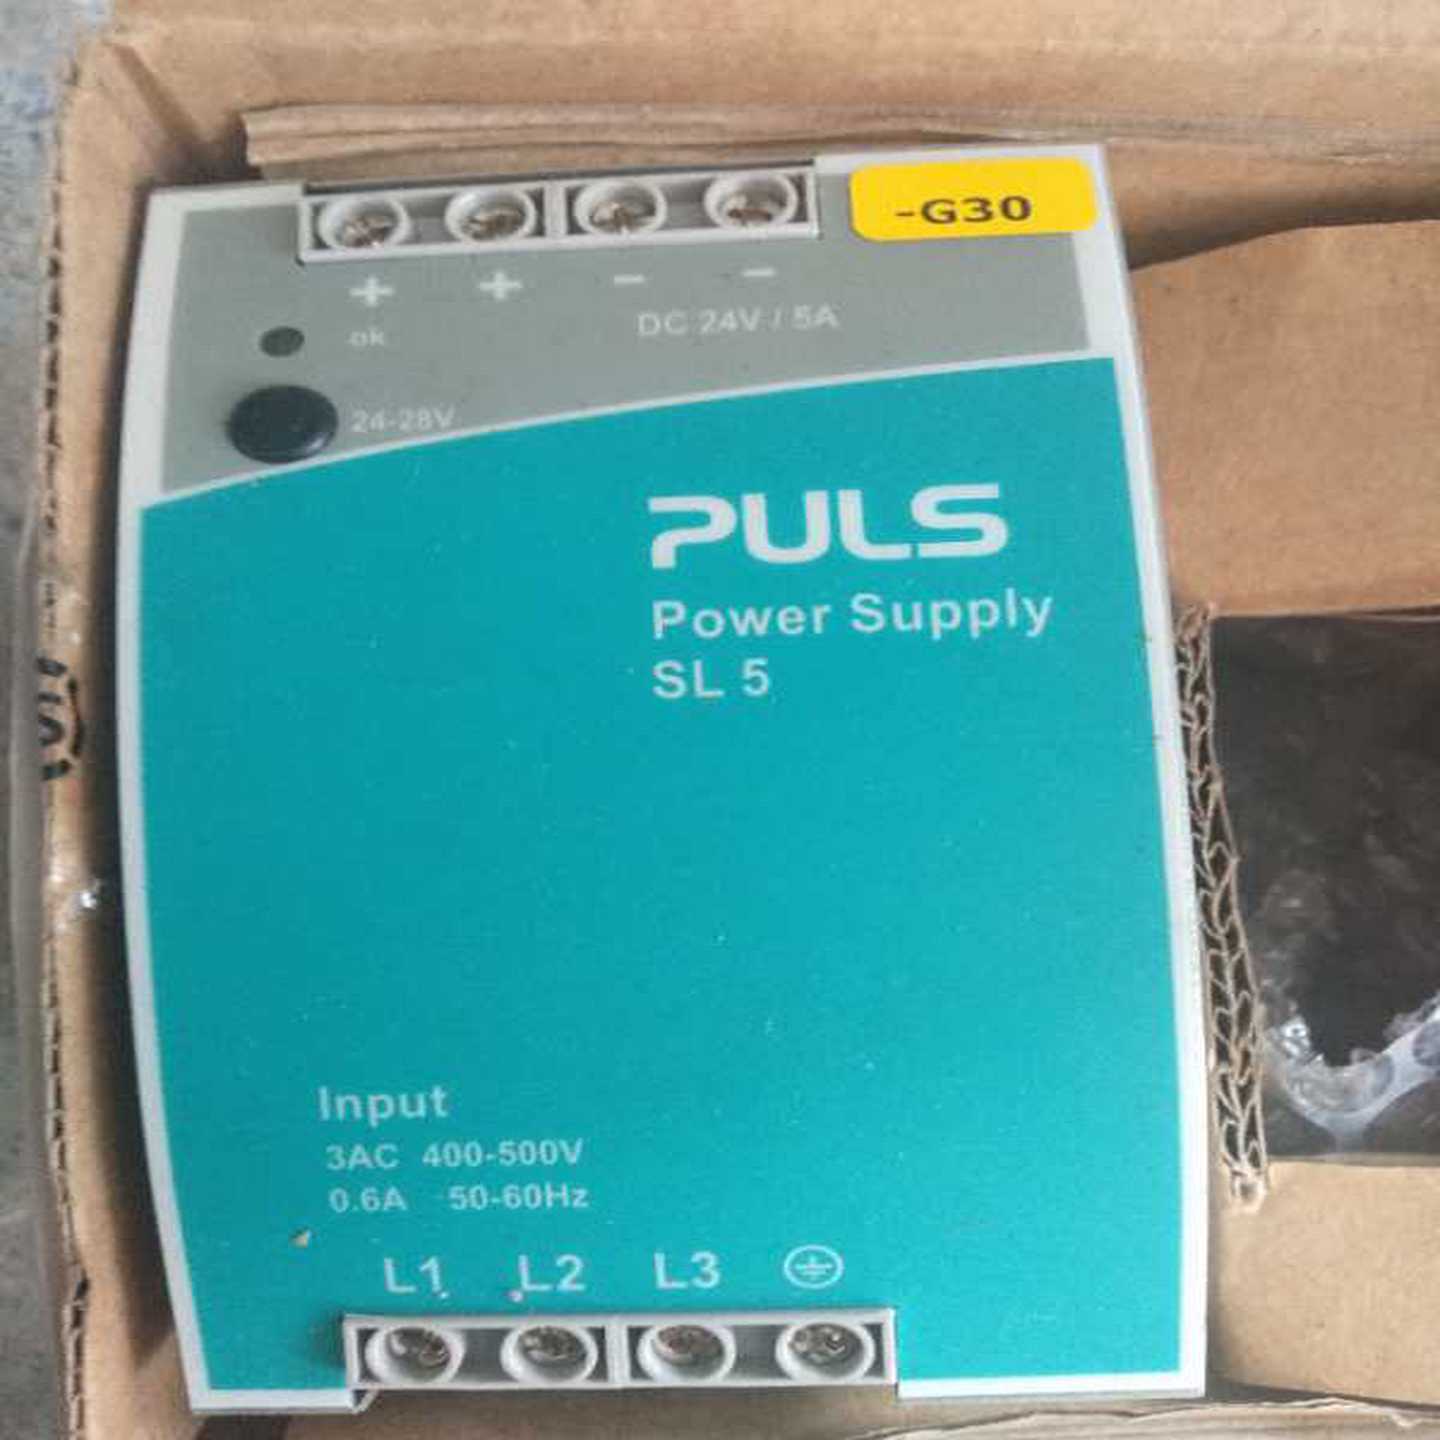 -G30
+ + - -
DC 24V / 5A
ok
24-28V
PULS
Power Supply
SL 5
Input
3AC 400-500V
0.6A 50-60Hz
L1 L2 L3